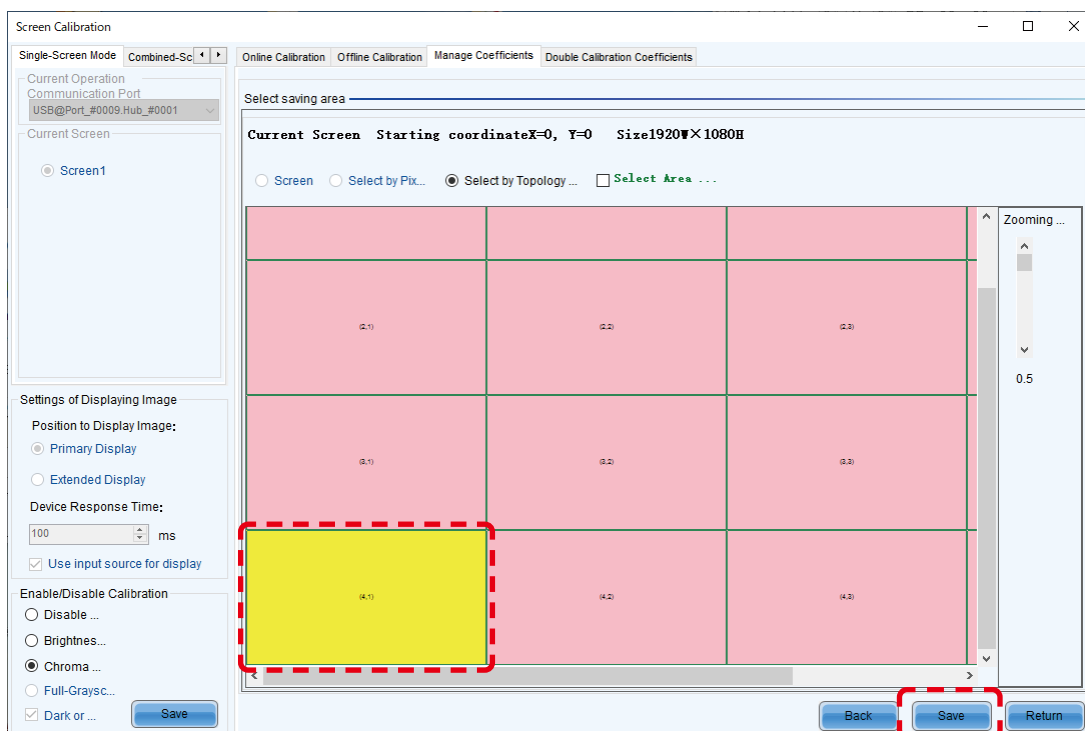 Screen Calibration
Single-Screen Mode Combined-Sc
Current Operation
Communication Port
USB@Port_#0009.Hub_#0001
Current Screen
Screen1
Settings of Displaying Image
Position to Display Image:
Primary Display
Extended Display
Device Response Time:
100 ms
Use input source for display
Enable/Disable Calibration
Disable ...
Brightnes...
Chroma ...
Full-Graysc...
Dark or ... Save
Online Calibration Offline Calibration Manage Coefficients Double Calibration Coefficients
Select saving area
Current Screen Starting coordinateX=0, Y=0 Size1920W×1080H
Screen Select by Pix... Select by Topology ... Select Area ...
(2,1) (2,2) (2,3)
(3,1) (3,2) (3,3)
(4,1) (4,2) (4,3)
Zooming ...
0.5
Back Save Return